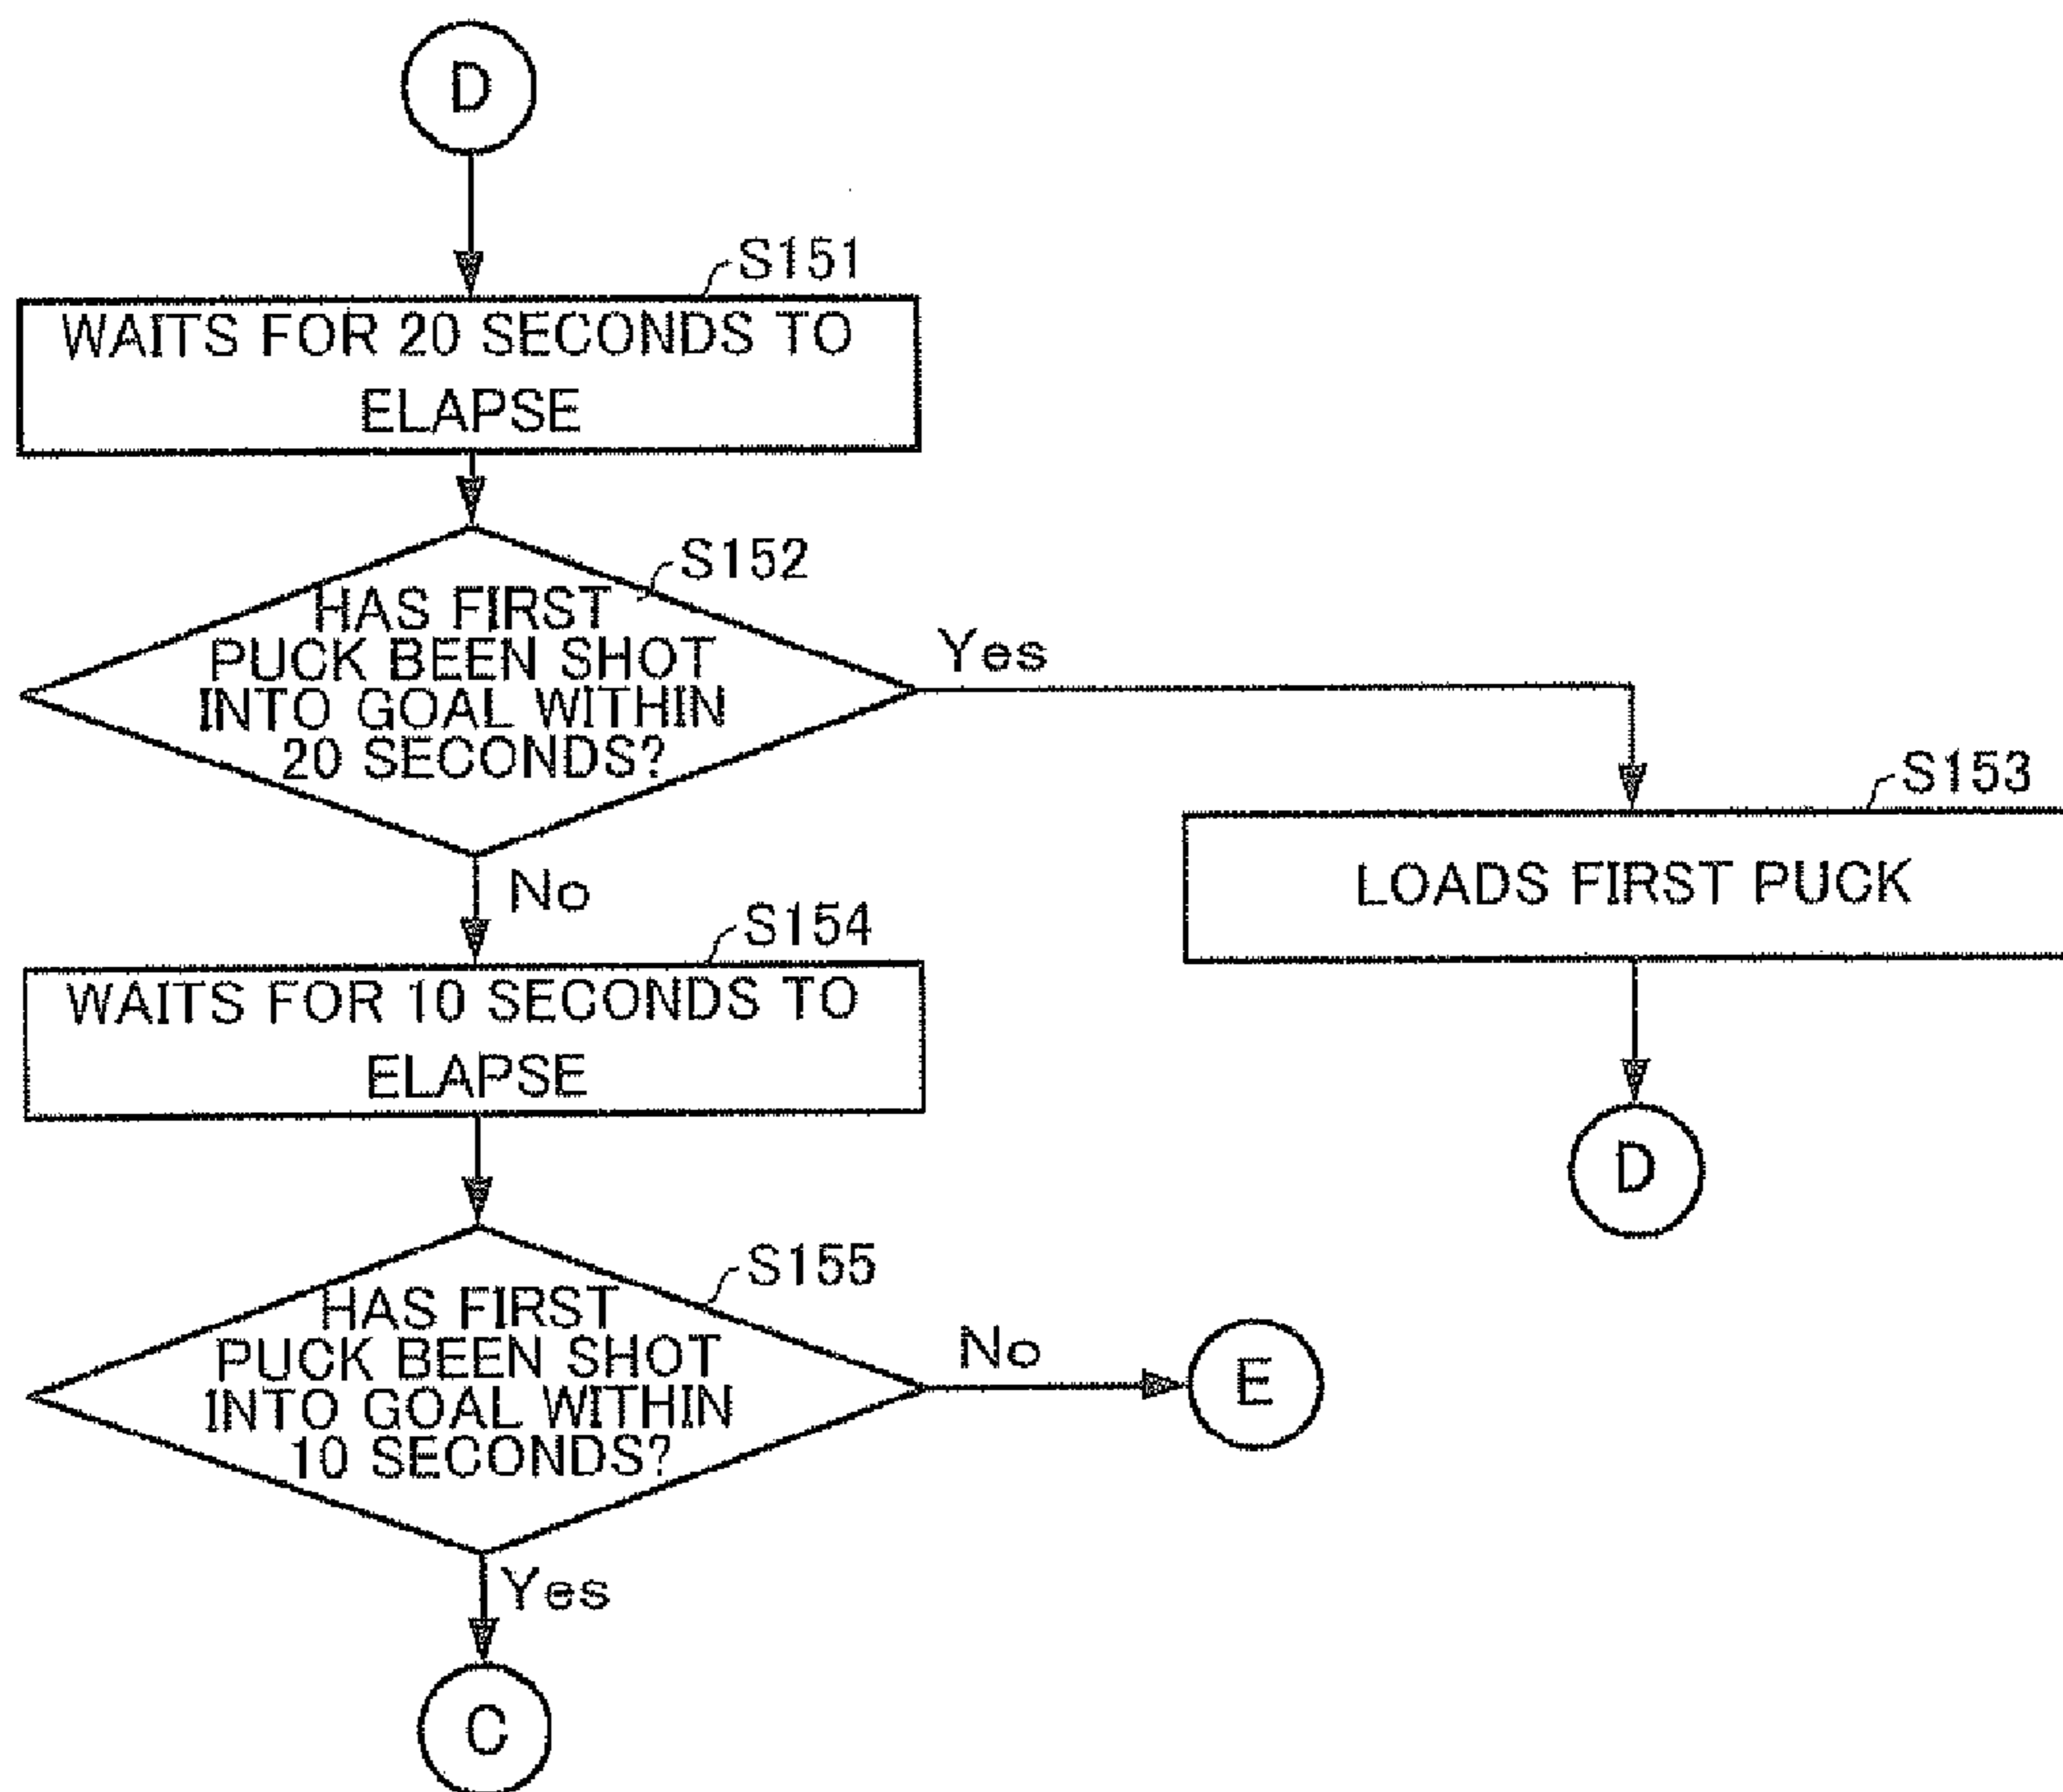 D
S151
WAITS FOR 20 SECONDS TO
ELAPSE
S152
HAS FIRST
PUCK BEEN SHOT
INTO GOAL WITHIN
20 SECONDS?
Yes
S153
LOADS FIRST PUCK
D
No
S154
WAITS FOR 10 SECONDS TO
ELAPSE
S155
HAS FIRST
PUCK BEEN SHOT
INTO GOAL WITHIN
10 SECONDS?
No
E
Yes
C